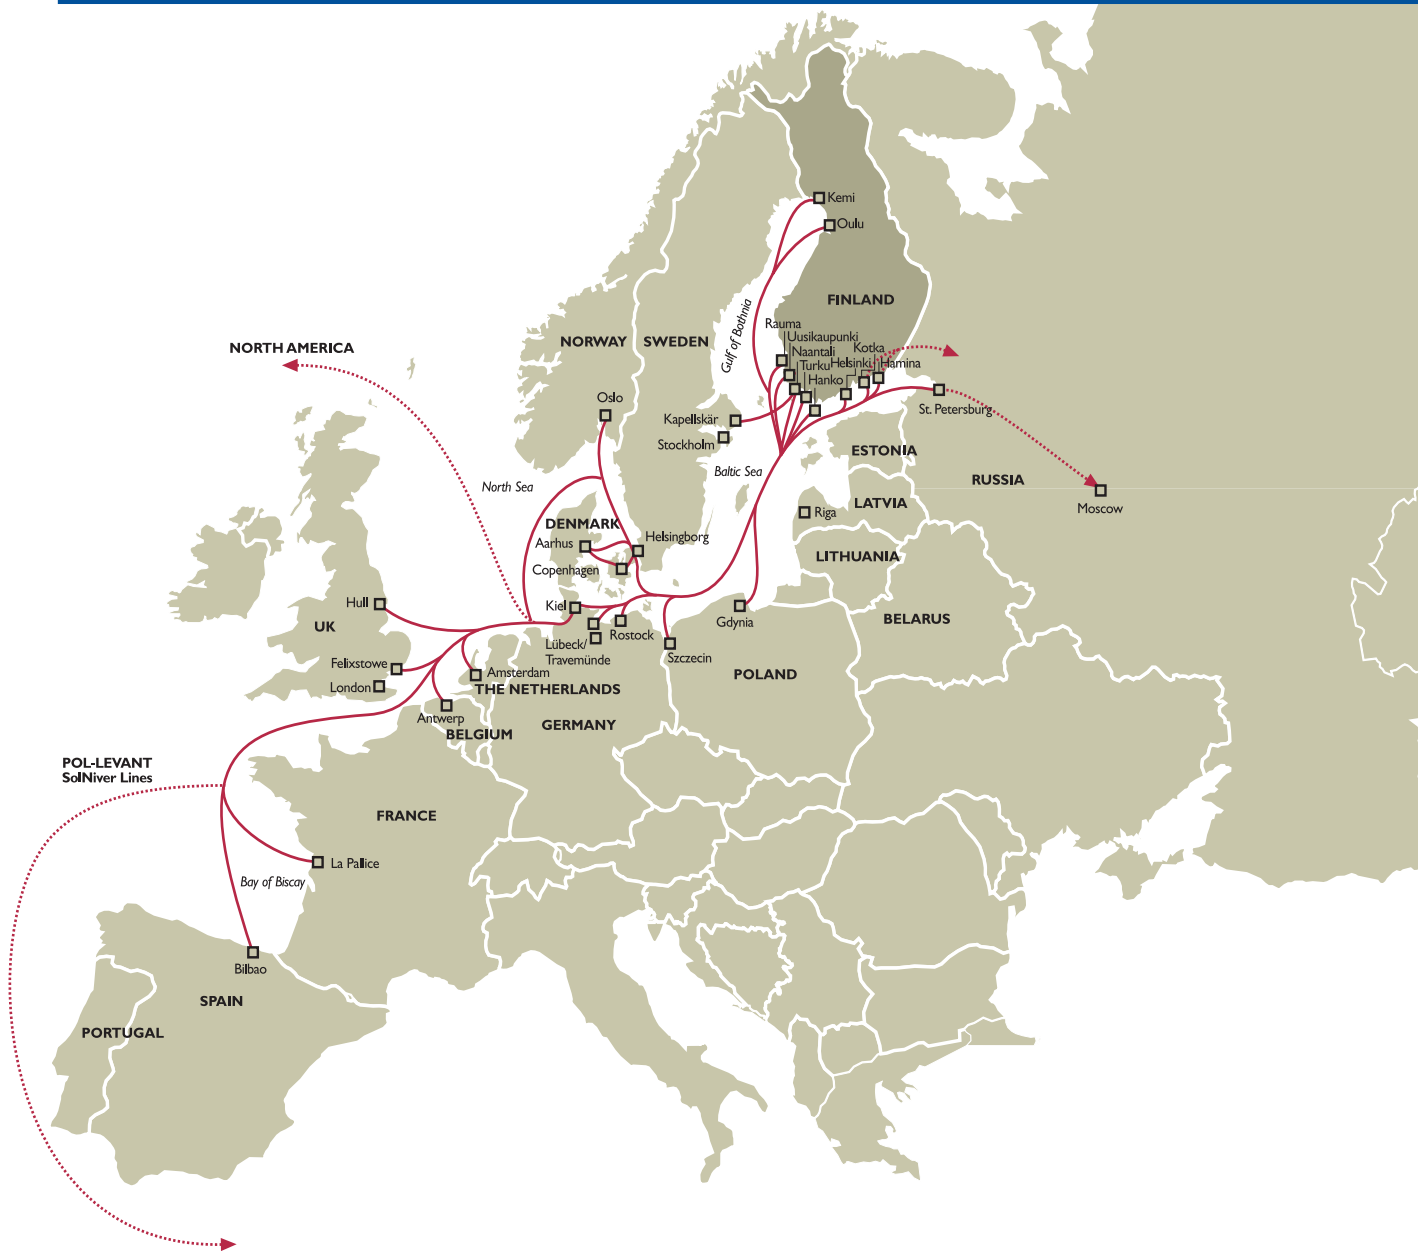 Kemi
Oulu
FINLAND
Gulf of Bothnia
Rauma
Uusikaupunki
NORWAY
SWEDEN
NORTH AMERICA
Naantali
Kotka
Turku
Helsinki
Hamina
Hanko
Oslo
Kapellskär
St. Petersburg
Stockholm
ESTONIA
Baltic Sea
RUSSIA
North Sea
LATVIA
Moscow
Riga
DENMARK
Helsingborg
Aarhus
LITHUANIA
Copenhagen
Hull
Kiel
BELARUS
Gdynia
UK
Rostock
Lübeck/
Travemünde
Szczecin
Felixstowe
Amsterdam
POLAND
London
THE NETHERLANDS
Antwerp
GERMANY
BELGIUM
POL-LEVANT
SolNiver Lines
FRANCE
La Pallice
Bay of Biscay
Bilbao
SPAIN
PORTUGAL